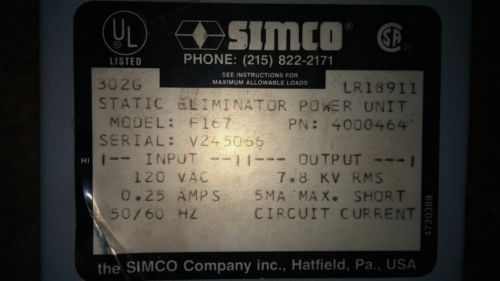 UL
LISTED
SIMCO
SA
PHONE: (215) 822-2171
SEE INSTRUCTIONS FOR
MAXIMUM ALLOWABLE LOADS
302G LR18911
STATIC ELIMINATOR POWER UNIT
MODEL: F167 PN: 4000464
SERIAL: V245066
HI |-- INPUT --||--- OUTPUT ---|
120 VAC 7.8 KV RMS
0.25 AMPS 5MA MAX. SHORT
50/60 HZ CIRCUIT CURRENT
4720389
the SIMCO Company inc., Hatfield, Pa., USA